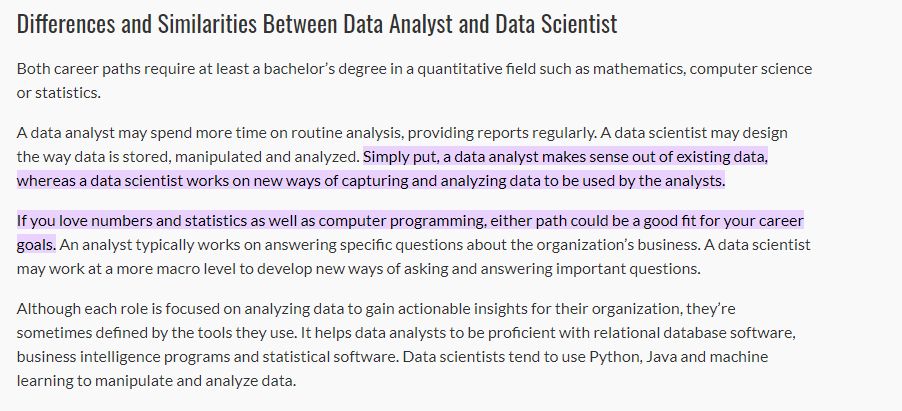 Differences and Similarities Between Data Analyst and Data Scientist
Both career paths require at least a bachelor’s degree in a quantitative field such as mathematics, computer science
or statistics.
A data analyst may spend more time on routine analysis, providing reports regularly. A data scientist may design
the way data is stored, manipulated and analyzed. Simply put, a data analyst makes sense out of existing data,
whereas a data scientist works on new ways of capturing and analyzing data to be used by the analysts.
If you love numbers and statistics as well as computer programming, either path could be a good fit for your career
goals. An analyst typically works on answering specific questions about the organization’s business. A data scientist
may work at a more macro level to develop new ways of asking and answering important questions.
Although each role is focused on analyzing data to gain actionable insights for their organization, they’re
sometimes defined by the tools they use. It helps data analysts to be proficient with relational database software,
business intelligence programs and statistical software. Data scientists tend to use Python, Java and machine
learning to manipulate and analyze data.